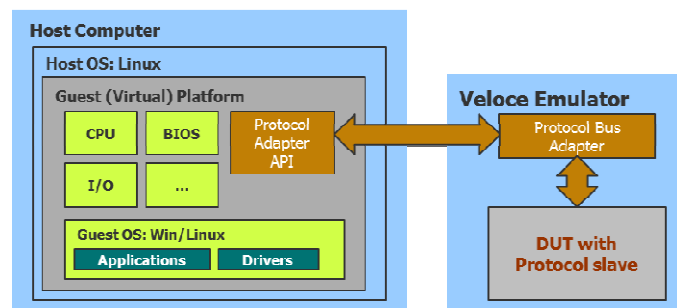 Host Computer
Host OS: Linux
Guest (Virtual) Platform
CPU
BIOS
Protocol
Adapter
API
I/O
...
Guest OS: Win/Linux
Applications
Drivers
Veloce Emulator
Protocol Bus
Adapter
DUT with
Protocol slave